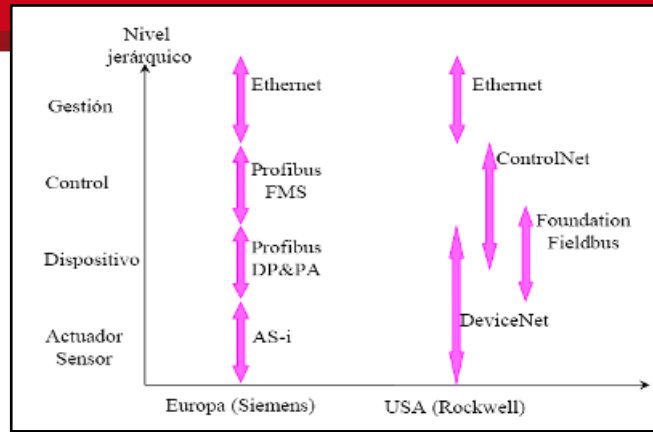 Nivel
jerárquico
Gestión
Control
Dispositivo
Actuador
Sensor
Ethernet
Profibus
FMS
Profibus
DP&PA
AS-i
Ethernet
ControlNet
Foundation
Fieldbus
DeviceNet
Europa (Siemens)
USA (Rockwell)